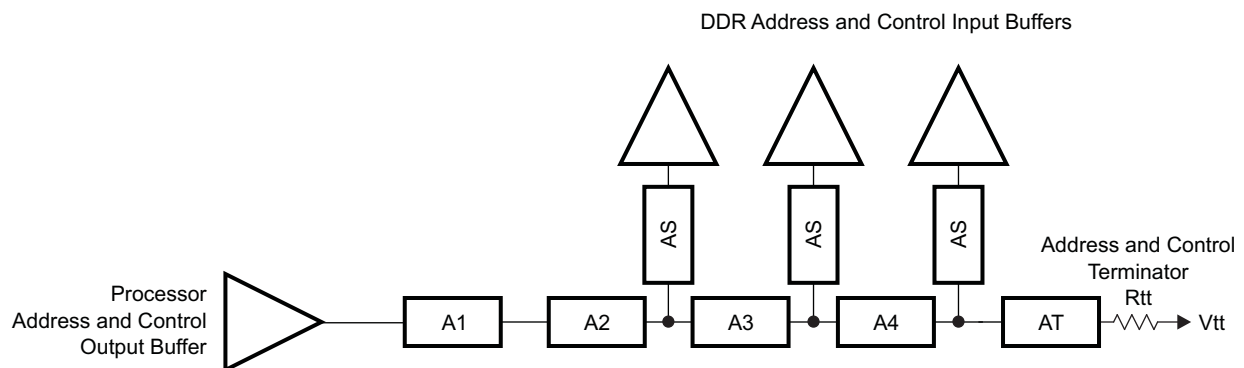 DDR Address and Control Input Buffers
AS
AS
AS
Address and Control
Terminator
Rtt
Processor
Address and Control
Output Buffer
A1
A2
A3
A4
AT
Vtt